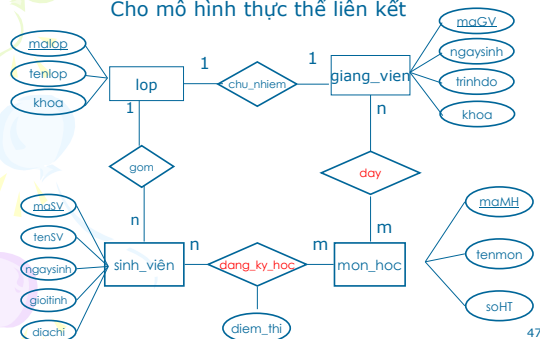 Cho mô hình thực thể liên kết
malop
tenlop
khoa
lop
1
chu_nhiem
1
giang_vien
maGV
ngaysinh
trinhdo
khoa
1
gom
n
n
day
m
maSV
tenSV
ngaysinh
gioitinh
diachi
sinh_viên
n
dang_ky_hoc
m
mon_hoc
diem_thi
maMH
tenmon
soHT
47